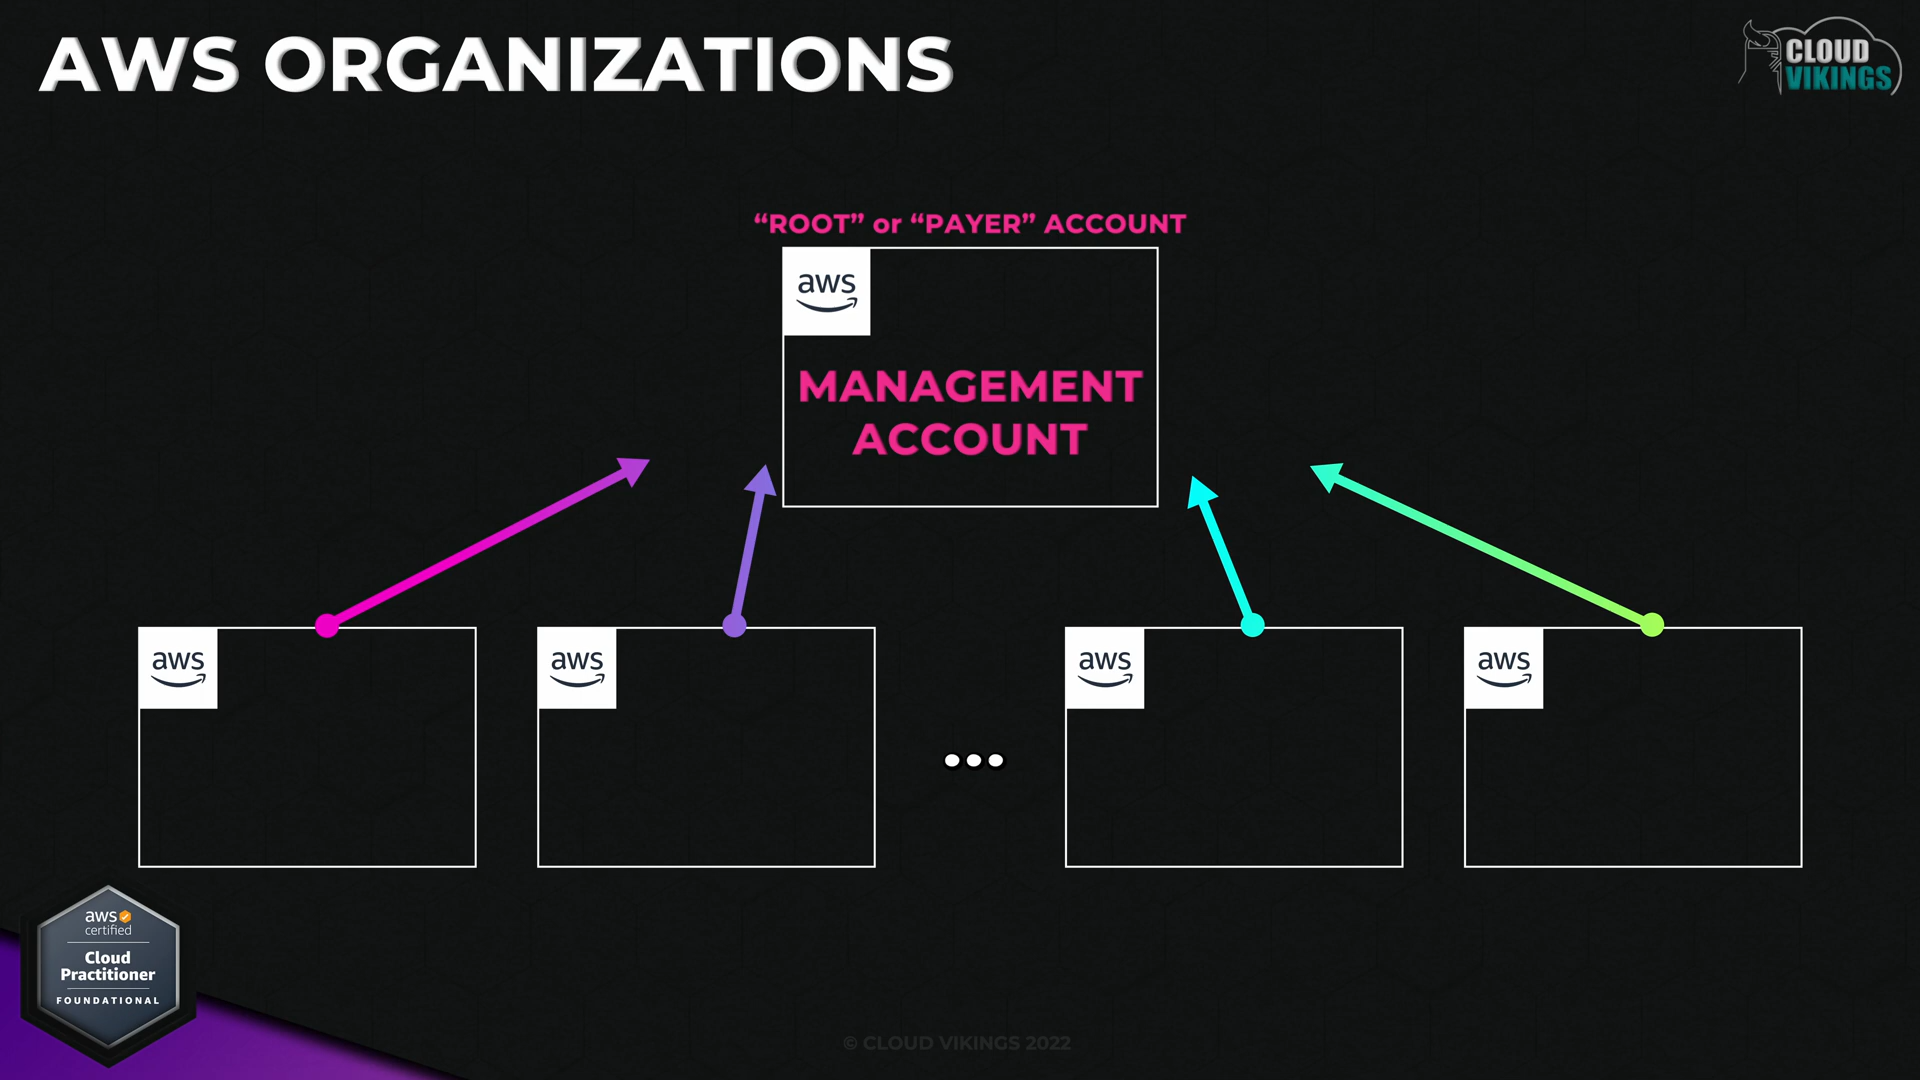 AWS ORGANIZATIONS
CLOUD
VIKINGS
“ROOT” or “PAYER” ACCOUNT
aws
MANAGEMENT
ACCOUNT
aws
aws
...
aws
aws
aws
certified
Cloud
Practitioner
FOUNDATIONAL
© CLOUD VIKINGS 2022